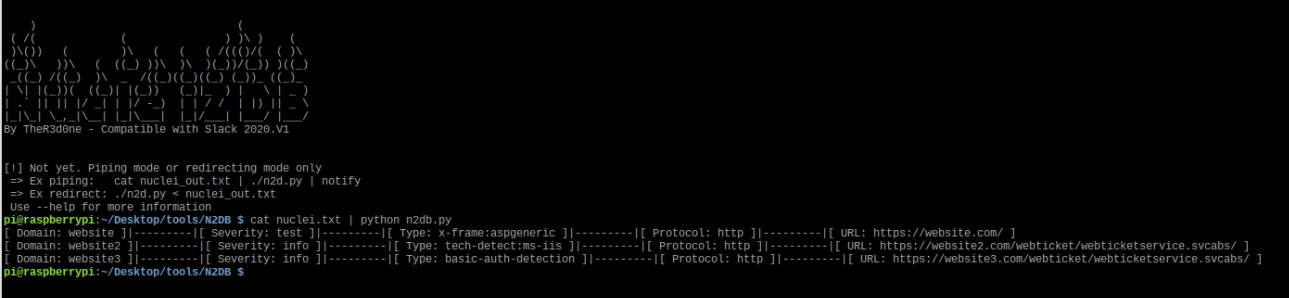 )                              (
 ( /(             (               ) )\ )    (
 )\())   (        )\   (   (   ( /(()/(  ( )\
((_)\   ))\   (  ((_) ))\  )\  )(_))/(_)) )((_)
 _((_) /((_)  )\  _  /((_)((_)((_) (_))_ ((_)_
| \| |(_))(  ((_)| |(_))   (_)|_  ) |   \ | _ )
| .` || || |/ _| | |/ -_)  | | / /  | |) || _ \
|_|\_| \_,_|\__| |_|\___|  |_|/___| |___/ |___/
By TheR3d0ne - Compatible with Slack 2020.V1
[!] Not yet. Piping mode or redirecting mode only
 => Ex piping:   cat nuclei_out.txt | ./n2d.py | notify
 => Ex redirect: ./n2d.py < nuclei_out.txt
 Use --help for more information
pi@raspberrypi:~/Desktop/tools/N2DB $ cat nuclei.txt | python n2db.py
[ Domain: website ]|---------|[ Severity: test ]|---------|[ Type: x-frame:aspgeneric ]|---------|[ Protocol: http ]|---------|[ URL: https://website.com/ ]
[ Domain: website2 ]|---------|[ Severity: info ]|---------|[ Type: tech-detect:ms-iis ]|---------|[ Protocol: http ]|---------|[ URL: https://website2.com/webticket/webticketservice.svcabs/ ]
[ Domain: website3 ]|---------|[ Severity: info ]|---------|[ Type: basic-auth-detection ]|---------|[ Protocol: http ]|---------|[ URL: https://website3.com/webticket/webticketservice.svcabs/ ]
pi@raspberrypi:~/Desktop/tools/N2DB $